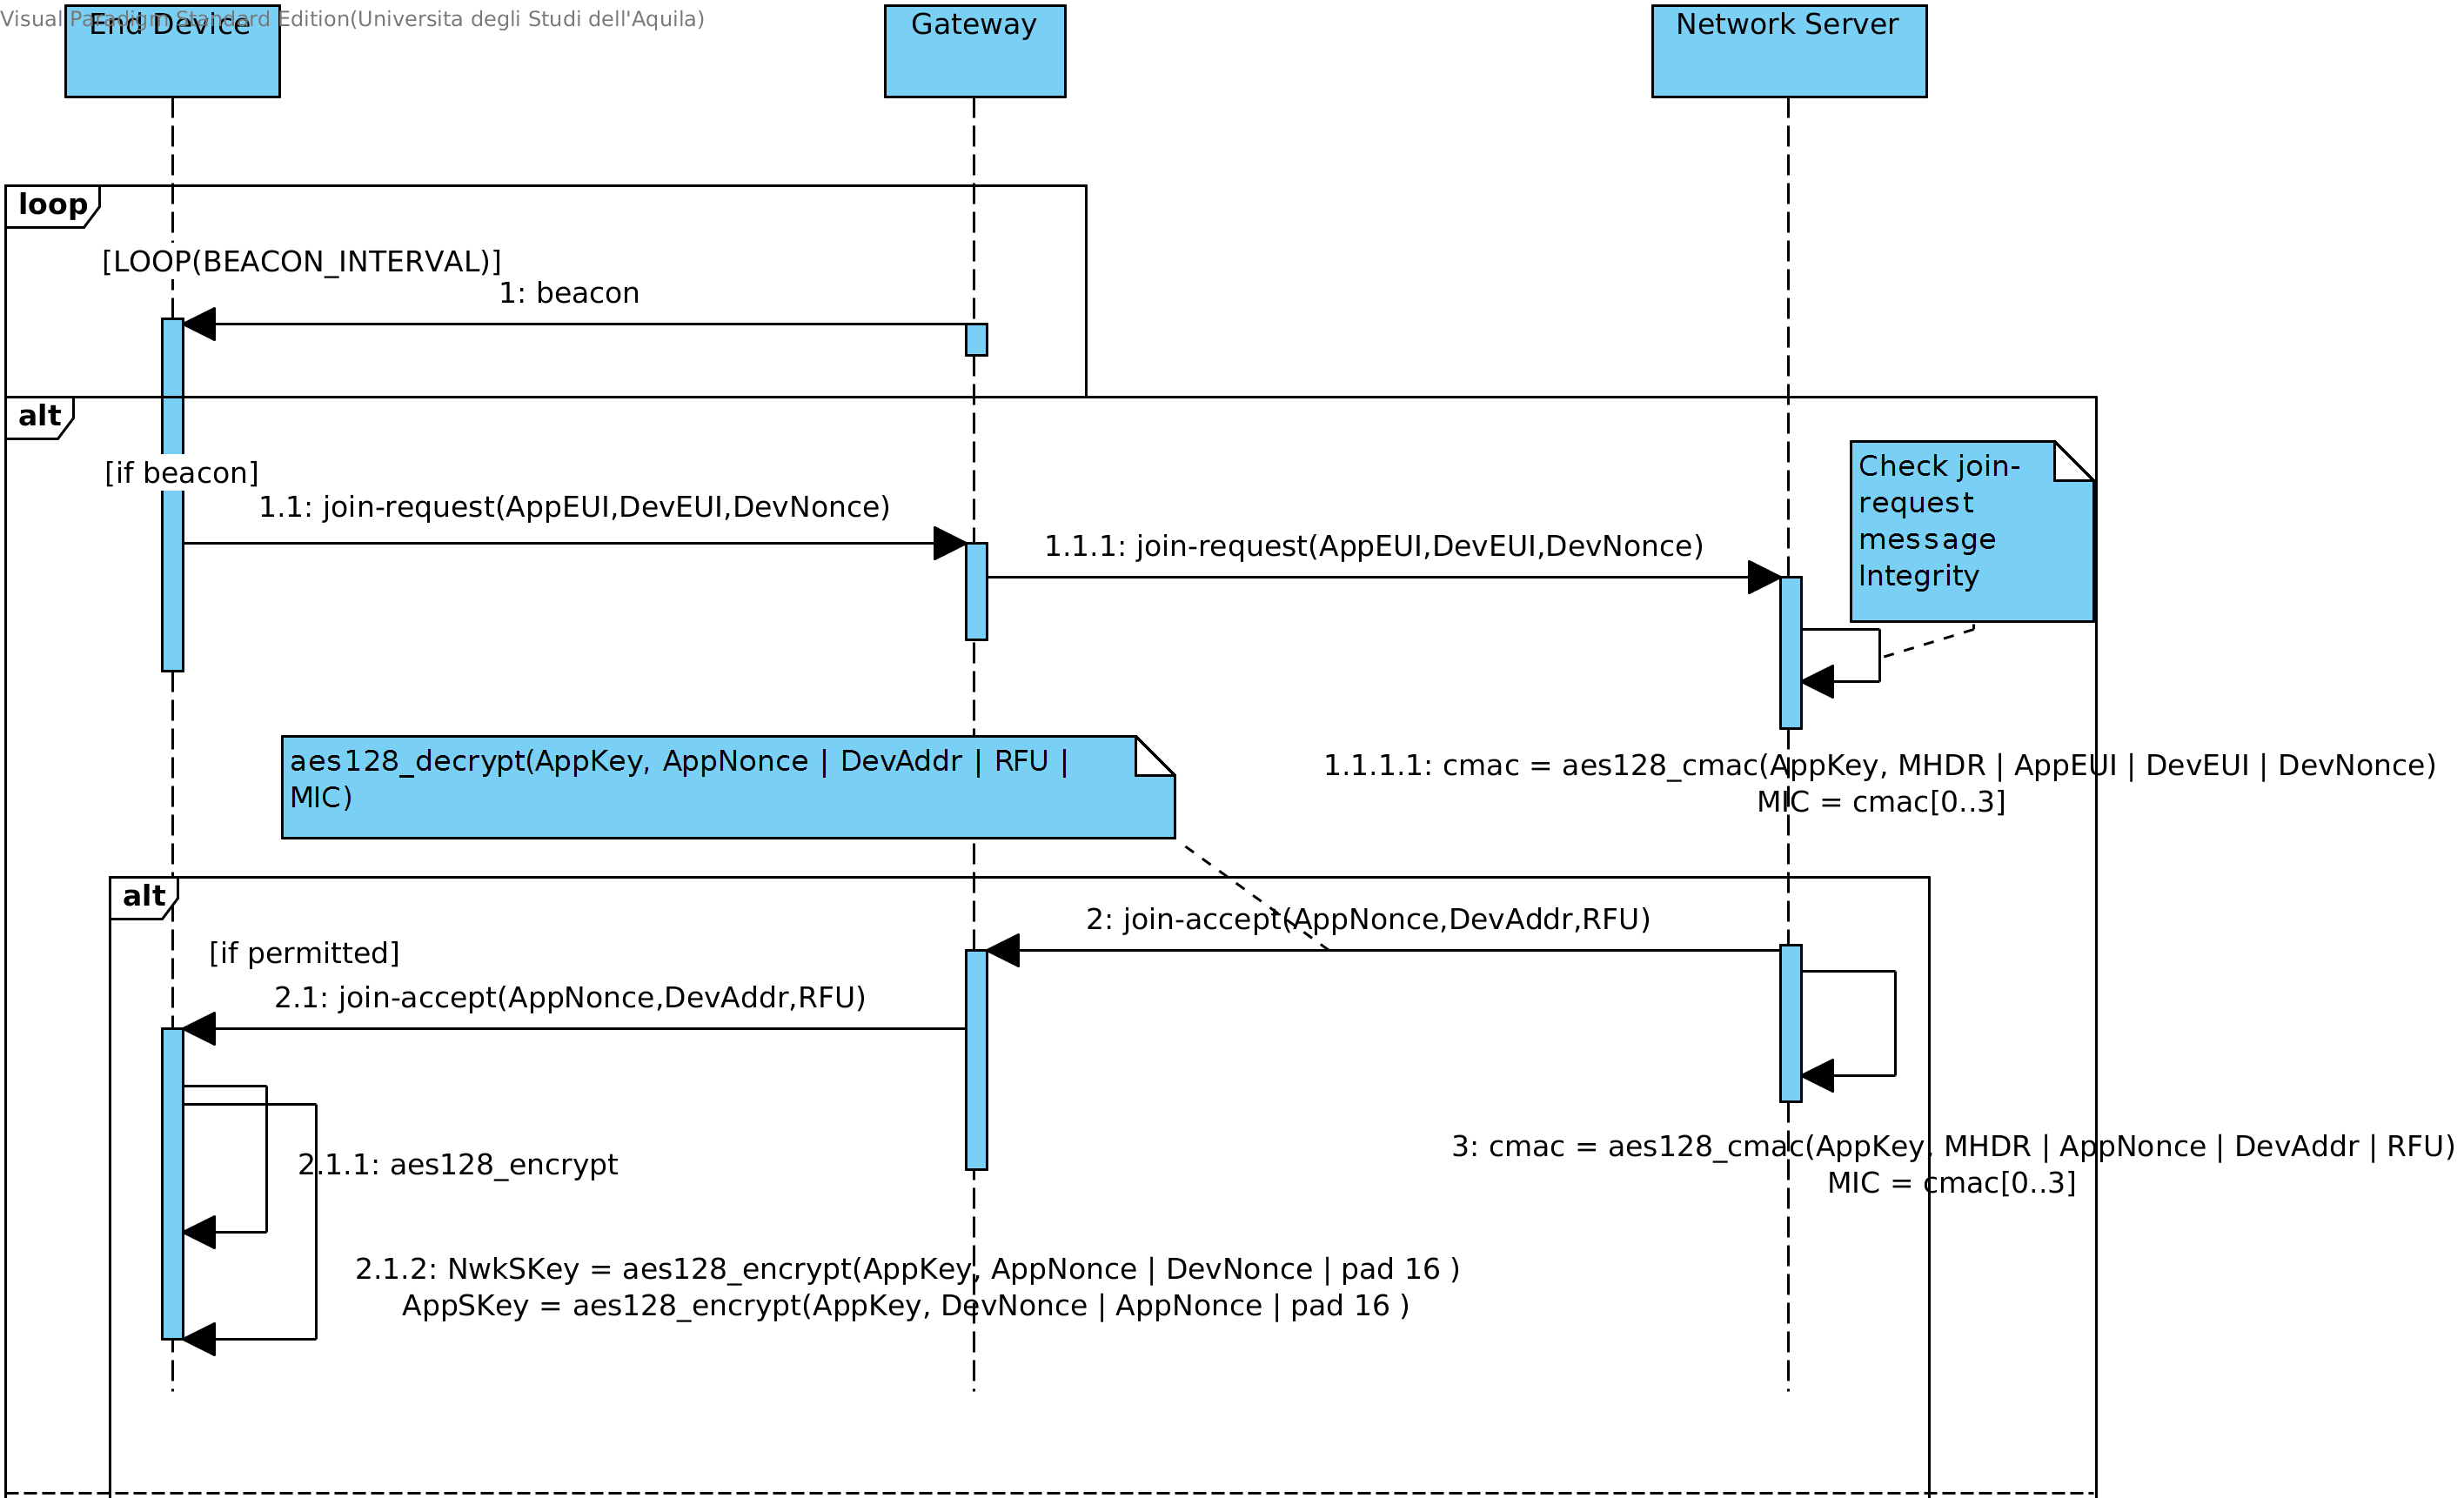 Visual Paradigm Standard Edition(Universita degli Studi dell'Aquila)
End Device
Gateway
Network Server
loop
[LOOP(BEACON_INTERVAL)]
1: beacon
alt
[if beacon]
1.1: join-request(AppEUI,DevEUI,DevNonce)
1.1.1: join-request(AppEUI,DevEUI,DevNonce)
Check join-
request
message
Integrity
aes128_decrypt(AppKey, AppNonce | DevAddr | RFU |
MIC)
1.1.1.1: cmac = aes128_cmac(AppKey, MHDR | AppEUI | DevEUI | DevNonce)
MIC = cmac[0..3]
alt
2: join-accept(AppNonce,DevAddr,RFU)
[if permitted]
2.1: join-accept(AppNonce,DevAddr,RFU)
3: cmac = aes128_cmac(AppKey, MHDR | AppNonce | DevAddr | RFU)
MIC = cmac[0..3]
2.1.1: aes128_encrypt
2.1.2: NwkSKey = aes128_encrypt(AppKey, AppNonce | DevNonce | pad 16 )
AppSKey = aes128_encrypt(AppKey, DevNonce | AppNonce | pad 16 )